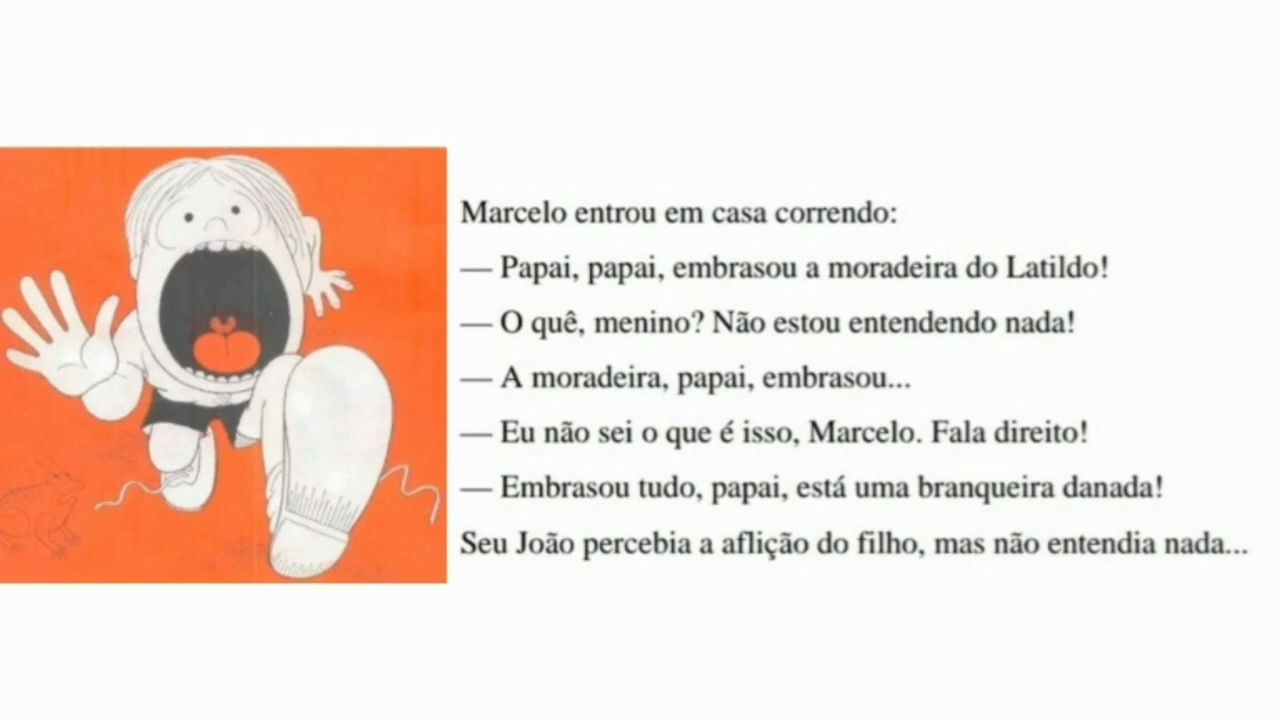 Marcelo entrou em casa correndo:
— Papai, papai, embrasou a moradeira do Latildo!
— O quê, menino? Não estou entendendo nada!
— A moradeira, papai, embrasou...
— Eu não sei o que é isso, Marcelo. Fala direito!
— Embrasou tudo, papai, está uma branqueira danada!
Seu João percebia a aflição do filho, mas não entendia nada...